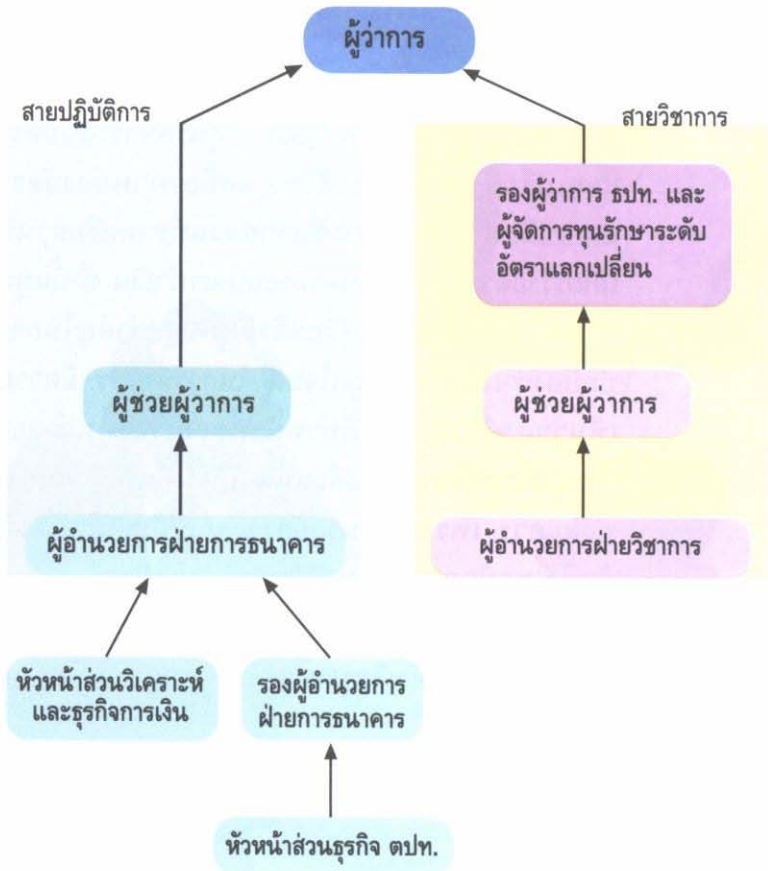 ผู้ว่าการ
สายปฏิบัติการ
สายวิชาการ
รองผู้ว่าการ ธปท. และ
ผู้จัดการทุนรักษาระดับ
อัตราแลกเปลี่ยน
ผู้ช่วยผู้ว่าการ
ผู้ช่วยผู้ว่าการ
ผู้อำนวยการฝ่ายการธนาคาร
ผู้อำนวยการฝ่ายวิชาการ
หัวหน้าส่วนวิเคราะห์
และธุรกิจการเงิน
รองผู้อำนวยการ
ฝ่ายการธนาคาร
หัวหน้าส่วนธุรกิจ ตปท.